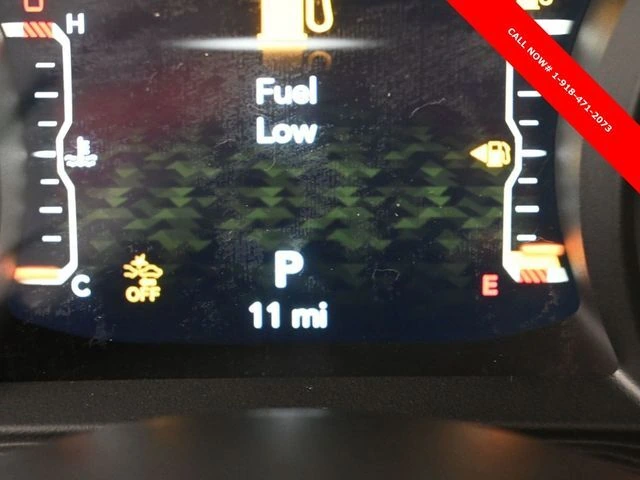 H
CALL NOW# 1-918-471-2073
Fuel
Low
P
C
OFF
E
11 mi